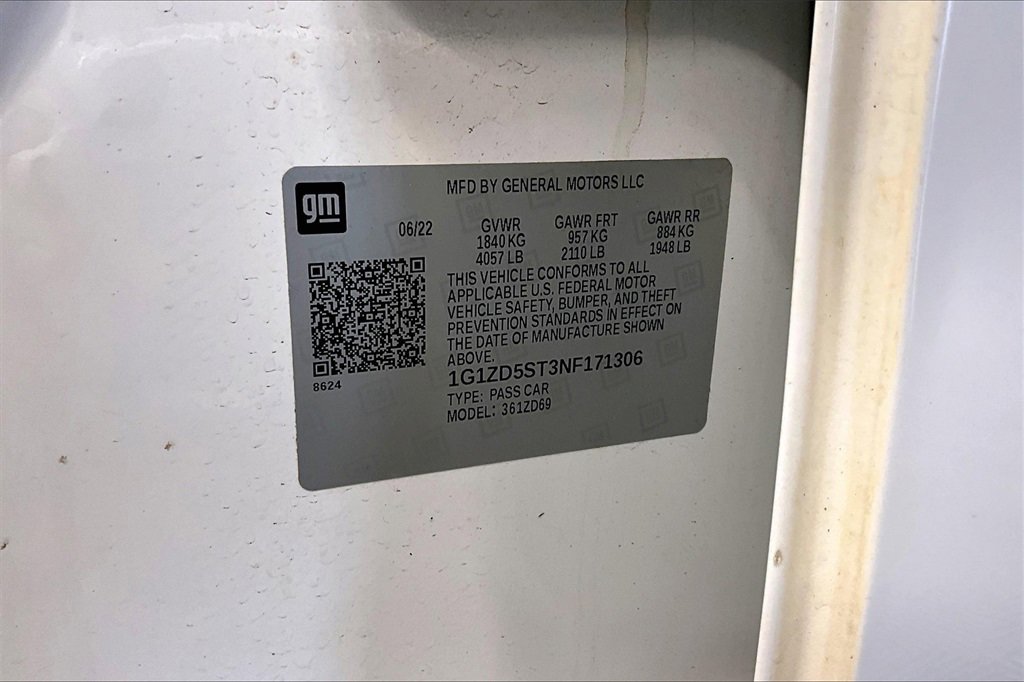 gm
MFD BY GENERAL MOTORS LLC
06/22 GVWR GAWR FRT GAWR RR
1840 KG 957 KG 884 KG
4057 LB 2110 LB 1948 LB
THIS VEHICLE CONFORMS TO ALL
APPLICABLE U.S. FEDERAL MOTOR
VEHICLE SAFETY, BUMPER, AND THEFT
PREVENTION STANDARDS IN EFFECT ON
THE DATE OF MANUFACTURE SHOWN
ABOVE.
8624
1G1ZD5ST3NF171306
TYPE: PASS CAR
MODEL: 361ZD69